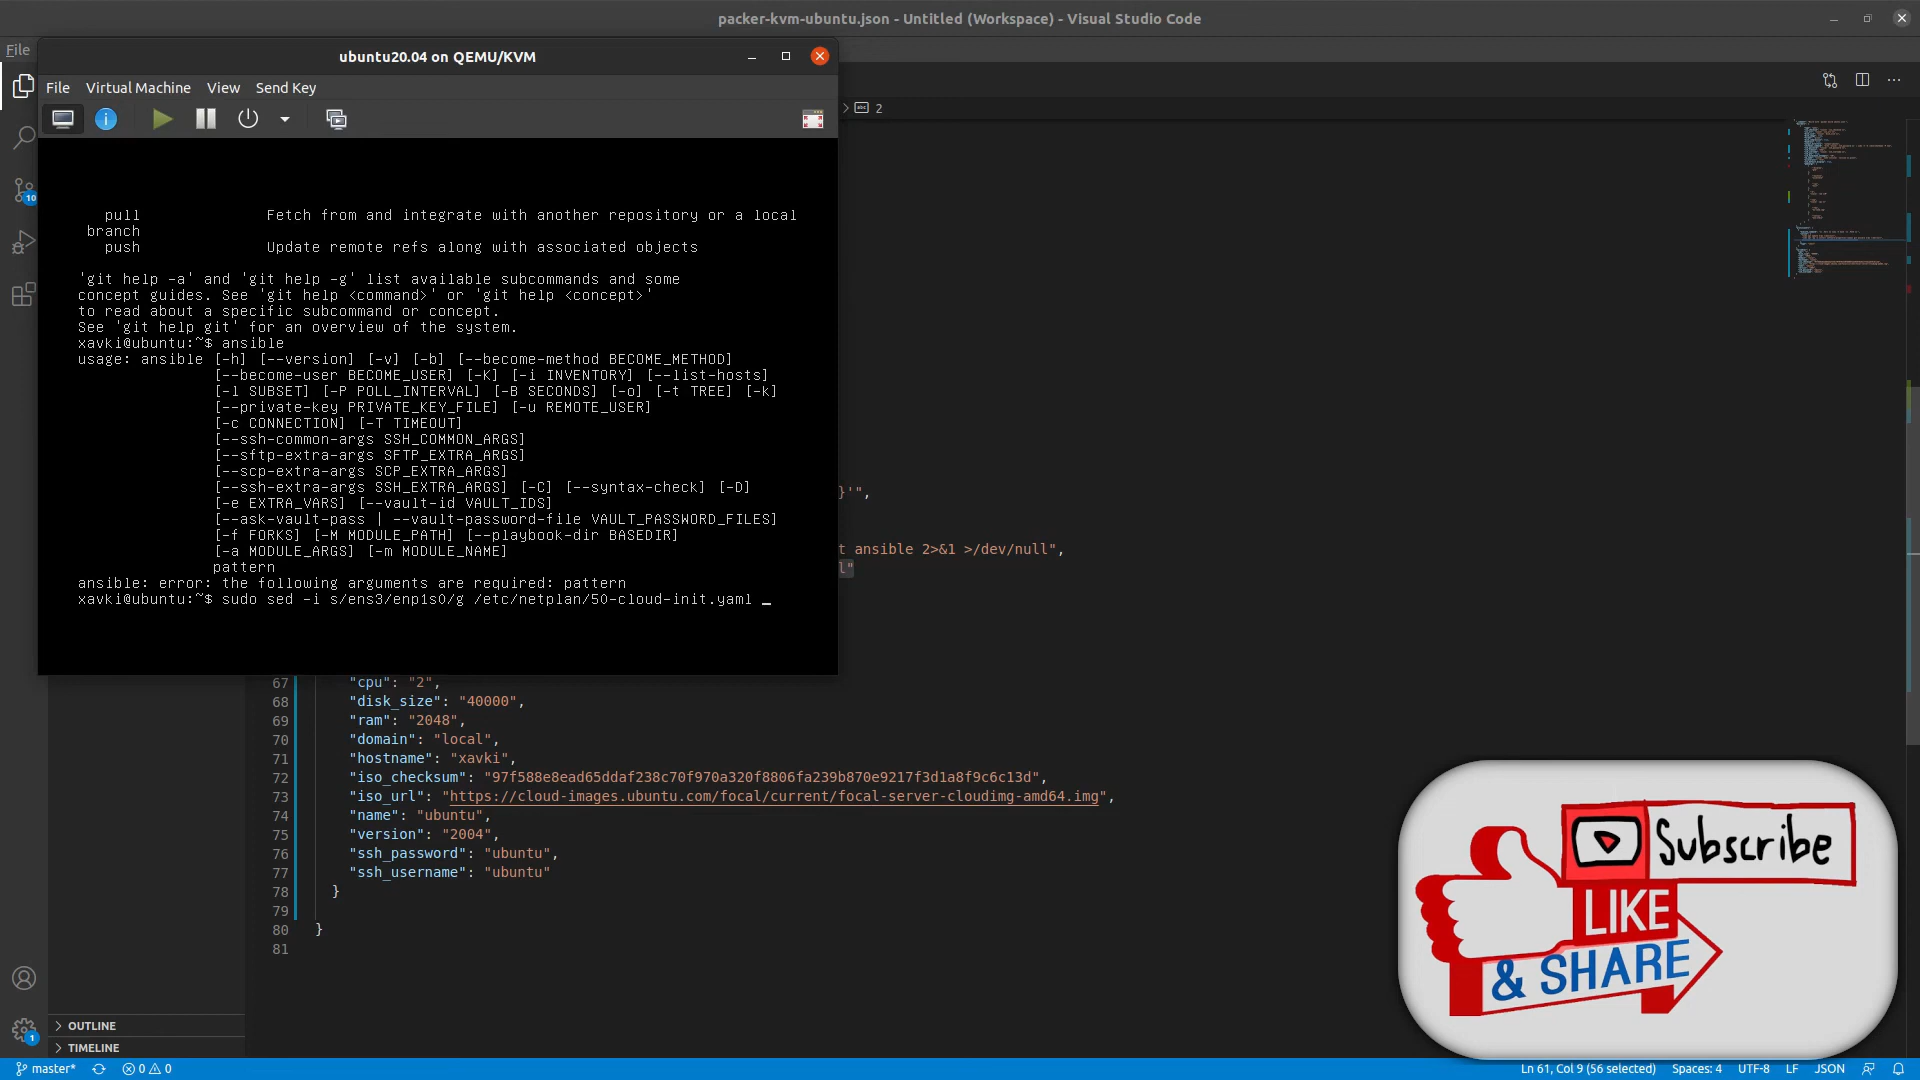 packer-kvm-ubuntu.json - Untitled (Workspace) - Visual Studio Code
File
ubuntu20.04 on QEMU/KVM
File Virtual Machine View Send Key
2
10
pull Fetch from and integrate with another repository or a local
branch
push Update remote refs along with associated objects
'git help -a' and 'git help -g' list available subcommands and some
concept guides. See 'git help <command>' or 'git help <concept>'
to read about a specific subcommand or concept.
See 'git help git' for an overview of the system.
xavki@ubuntu:~$ ansible
usage: ansible [-h] [--version] [-v] [-b] [--become-method BECOME_METHOD]
[--become-user BECOME_USER] [-K] [-i INVENTORY] [--list-hosts]
[-l SUBSET] [-P POLL_INTERVAL] [-B SECONDS] [-o] [-t TREE] [-k]
[--private-key PRIVATE_KEY_FILE] [-u REMOTE_USER]
[-c CONNECTION] [-T TIMEOUT]
[--ssh-common-args SSH_COMMON_ARGS]
[--sftp-extra-args SFTP_EXTRA_ARGS]
[--scp-extra-args SCP_EXTRA_ARGS]
[--ssh-extra-args SSH_EXTRA_ARGS] [-C] [--syntax-check] [-D]
[-e EXTRA_VARS] [--vault-id VAULT_IDS]
[--ask-vault-pass | --vault-password-file VAULT_PASSWORD_FILES]
[-f FORKS] [-M MODULE_PATH] [--playbook-dir BASEDIR]
[-a MODULE_ARGS] [-m MODULE_NAME]
pattern
ansible: error: the following arguments are required: pattern
xavki@ubuntu:~$ sudo sed -i s/ens3/enp1s0/g /etc/netplan/50-cloud-init.yaml _
}'",
t ansible 2>&1 >/dev/null",
l"
67 "cpu": "2",
68 "disk_size": "40000",
69 "ram": "2048",
70 "domain": "local",
71 "hostname": "xavki",
72 "iso_checksum": "97f588e8ead65ddaf238c70f970a320f8806fa239b870e9217f3d1a8f9c6c13d",
73 "iso_url": "https://cloud-images.ubuntu.com/focal/current/focal-server-cloudimg-amd64.img",
74 "name": "ubuntu",
75 "version": "2004",
76 "ssh_password": "ubuntu",
77 "ssh_username": "ubuntu"
78 }
79
80 }
81
OUTLINE
TIMELINE
1
Subscribe
LIKE
& SHARE
master* 0 0 Ln 61, Col 9 (56 selected) Spaces: 4 UTF-8 LF JSON